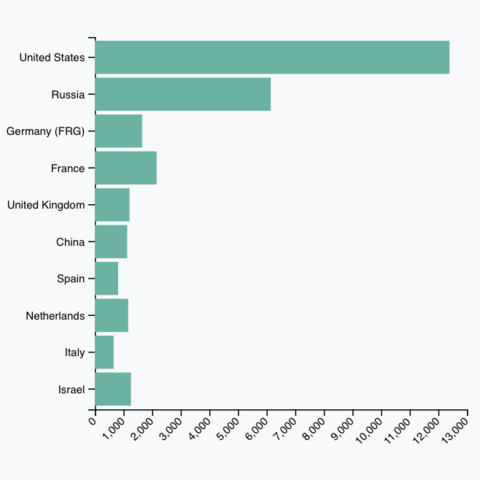 United States
Russia
Germany (FRG)
France
United Kingdom
China
Spain
Netherlands
Italy
Israel
0
1,000
2,000
3,000
4,000
5,000
6,000
7,000
8,000
9,000
10,000
11,000
12,000
13,000